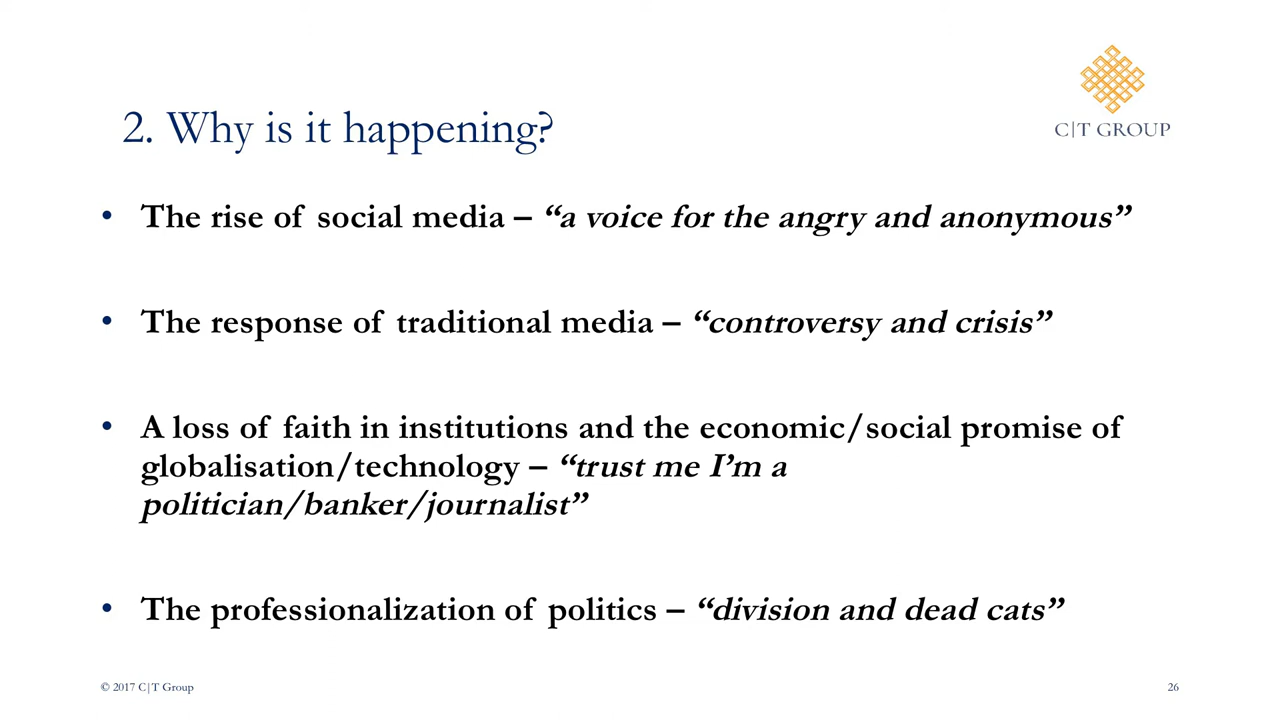 C|T GROUP
2. Why is it happening?
• The rise of social media – “a voice for the angry and anonymous”
• The response of traditional media – “controversy and crisis”
• A loss of faith in institutions and the economic/social promise of
globalisation/technology – “trust me I’m a
politician/banker/journalist”
• The professionalization of politics – “division and dead cats”
© 2017 C|T Group
26